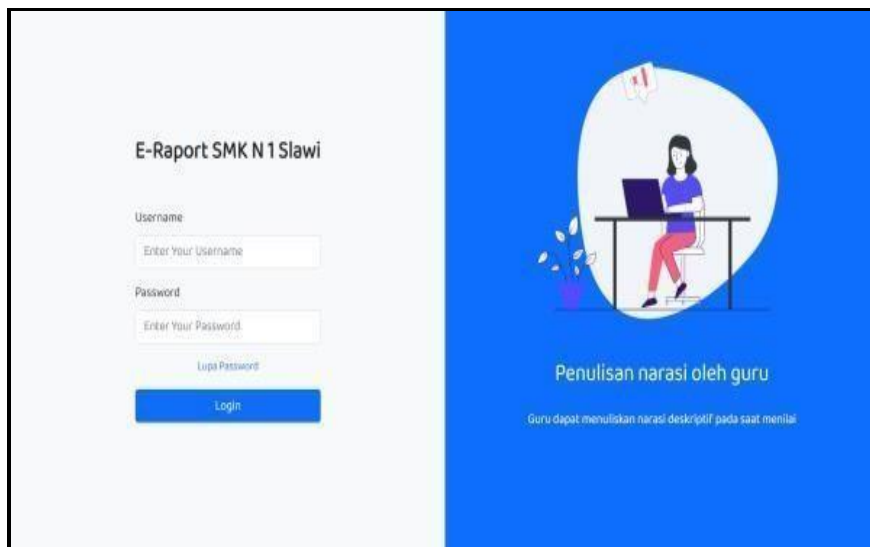 E-Raport SMK N 1 Slawi
Username
Enter Your Username
Password
Enter Your Password
Lupa Password
Login
Penulisan narasi oleh guru
Guru dapat menuliskan narasi deskriptif pada saat menilai